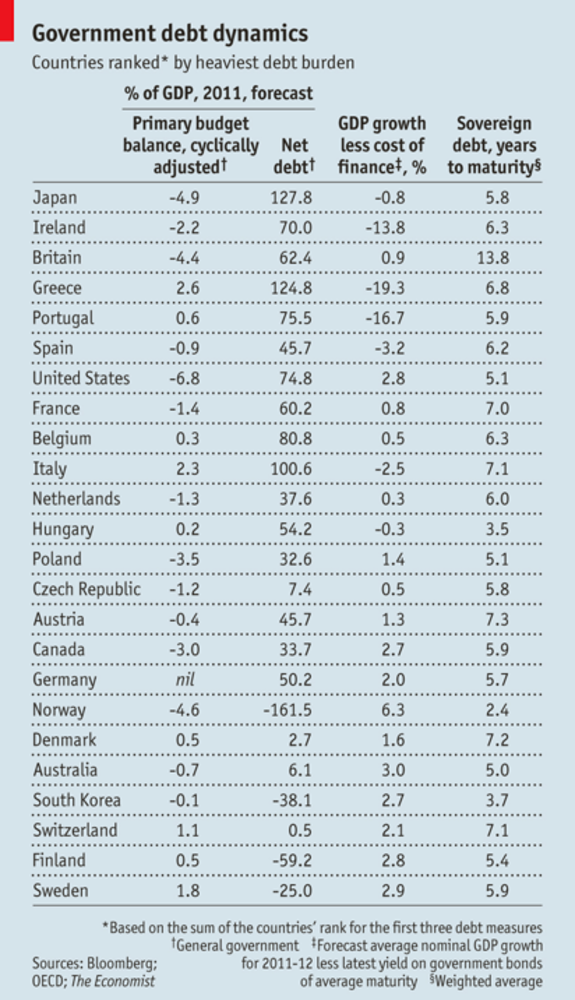 Government debt dynamics
Countries ranked* by heaviest debt burden
% of GDP, 2011, forecast
Primary budget balance, cyclically adjusted† Net debt† GDP growth less cost of finance‡, % Sovereign debt, years to maturity§
Japan -4.9 127.8 -0.8 5.8
Ireland -2.2 70.0 -13.8 6.3
Britain -4.4 62.4 0.9 13.8
Greece 2.6 124.8 -19.3 6.8
Portugal 0.6 75.5 -16.7 5.9
Spain -0.9 45.7 -3.2 6.2
United States -6.8 74.8 2.8 5.1
France -1.4 60.2 0.8 7.0
Belgium 0.3 80.8 0.5 6.3
Italy 2.3 100.6 -2.5 7.1
Netherlands -1.3 37.6 0.3 6.0
Hungary 0.2 54.2 -0.3 3.5
Poland -3.5 32.6 1.4 5.1
Czech Republic -1.2 7.4 0.5 5.8
Austria -0.4 45.7 1.3 7.3
Canada -3.0 33.7 2.7 5.9
Germany nil 50.2 2.0 5.7
Norway -4.6 -161.5 6.3 2.4
Denmark 0.5 2.7 1.6 7.2
Australia -0.7 6.1 3.0 5.0
South Korea -0.1 -38.1 2.7 3.7
Switzerland 1.1 0.5 2.1 7.1
Finland 0.5 -59.2 2.8 5.4
Sweden 1.8 -25.0 2.9 5.9
*Based on the sum of the countries' rank for the first three debt measures
†General government ‡Forecast average nominal GDP growth
for 2011-12 less latest yield on government bonds
of average maturity §Weighted average
Sources: Bloomberg;
OECD; The Economist